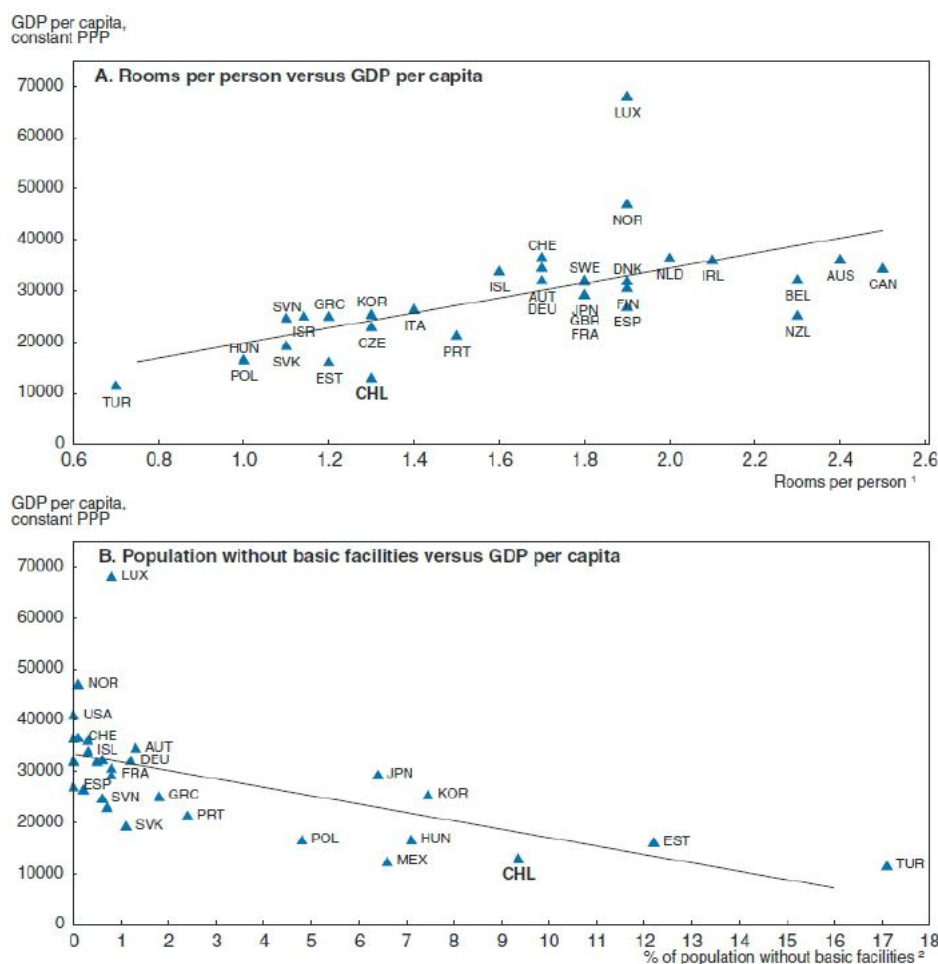 GDP per capita,
constant PPP
A. Rooms per person versus GDP per capita
70000
60000
50000
40000
30000
20000
10000
0
LUX
NOR
CHE
ISL
AUT
DEU
SWE
JPN
GBR
FRA
DNK
FIN
ESP
NLD
IRL
BEL
NZL
AUS
CAN
SVN
ISR
GRC
KOR
CZE
ITA
PRT
HUN
POL
SVK
EST
CHL
TUR
0.6 1.0 1.2 1.4 1.6 1.8 2.0 2.2 2.4 2.6
Rooms per person ¹
GDP per capita,
constant PPP
B. Population without basic facilities versus GDP per capita
70000
60000
50000
40000
30000
20000
10000
0
LUX
NOR
USA
CHE
ISL
AUT
DEU
FRA
ESP
SVN
GRC
SVK
PRT
JPN
KOR
POL
HUN
MEX
CHL
EST
TUR
0 1 2 3 4 5 6 7 8 9 10 11 12 13 14 15 16 17 18
% of population without basic facilities ²